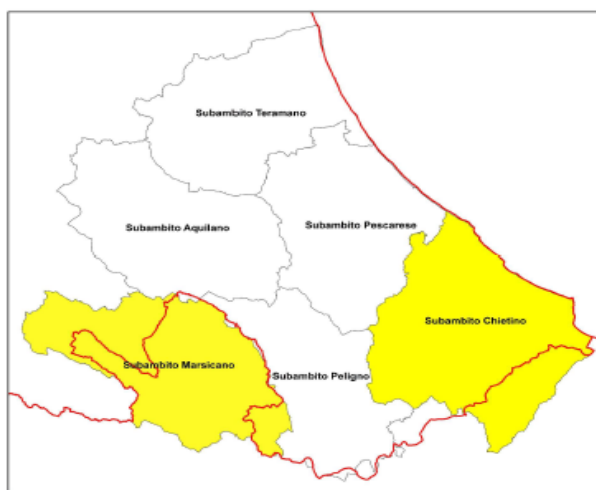 Subambito Teramano
Subambito Aquilano
Subambito Pescarese
Subambito Chietino
Subambito Marsicano
Subambito Peligno